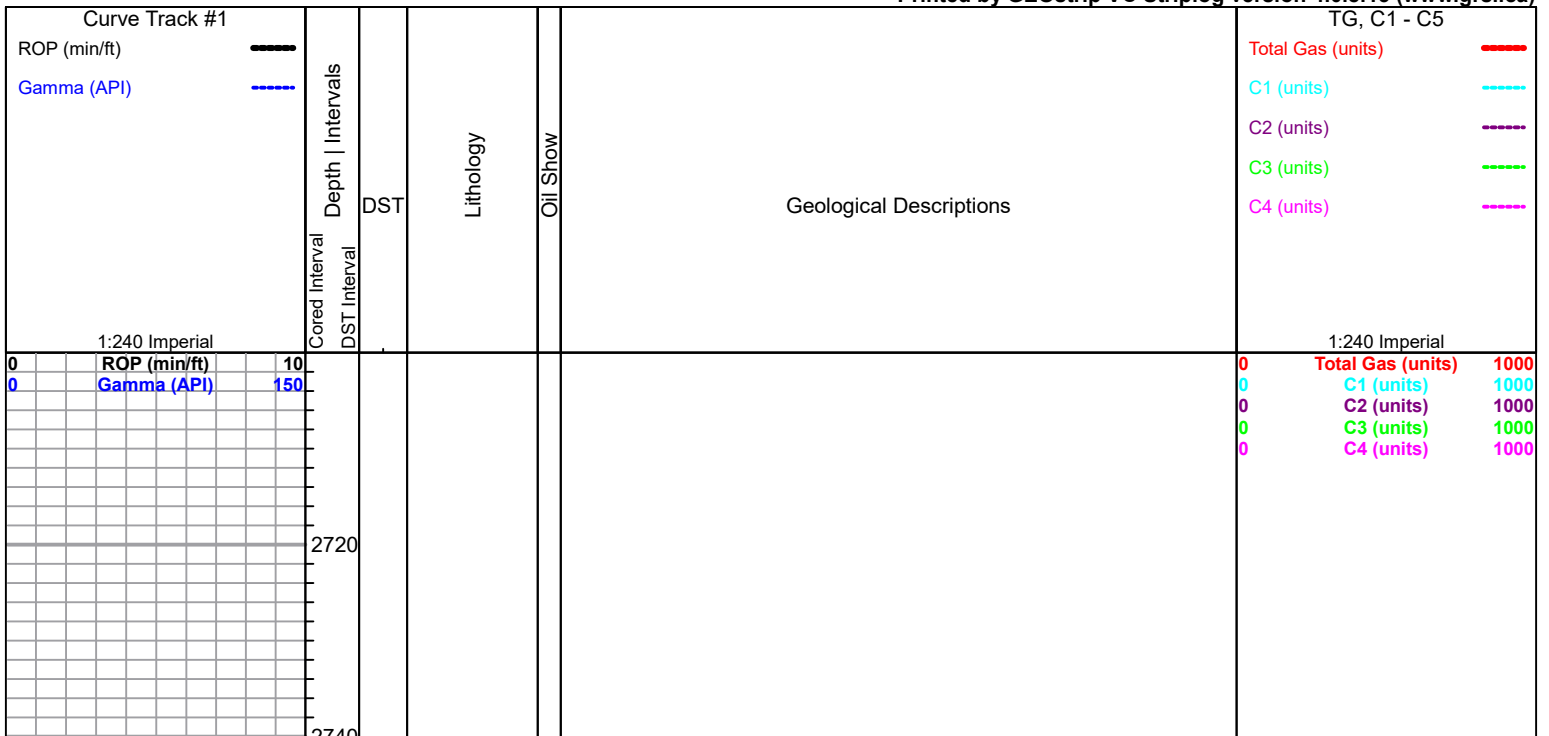 Curve Track #1
ROP (min/ft)
Gamma (API)
1:240 Imperial
Depth | Intervals
Cored Interval
DST Interval
DST
Lithology
Oil Show
Geological Descriptions
TG, C1 - C5
Total Gas (units)
C1 (units)
C2 (units)
C3 (units)
C4 (units)
1:240 Imperial
0 ROP (min/ft) 10
0 Gamma (API) 150
0 Total Gas (units) 1000
0 C1 (units) 1000
0 C2 (units) 1000
0 C3 (units) 1000
0 C4 (units) 1000
2720
2740